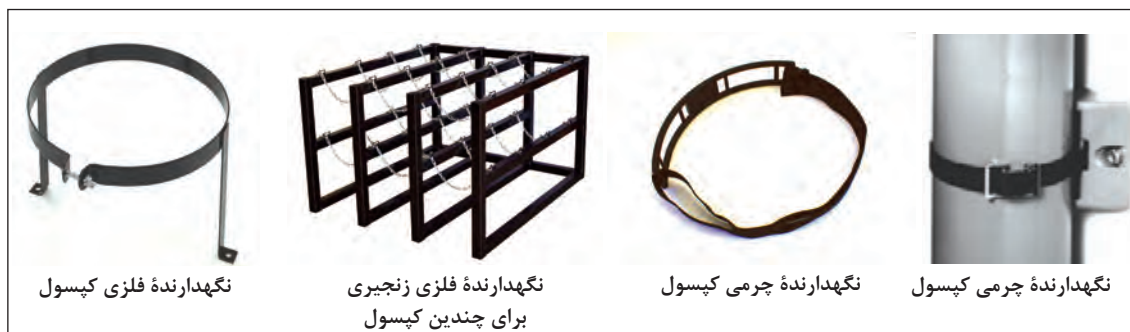 نگهدارندهٔ چرمی کپسول
نگهدارندهٔ چرمی کپسول
نگهدارندهٔ فلزی زنجیری
برای چندین کپسول
نگهدارندهٔ فلزی کپسول